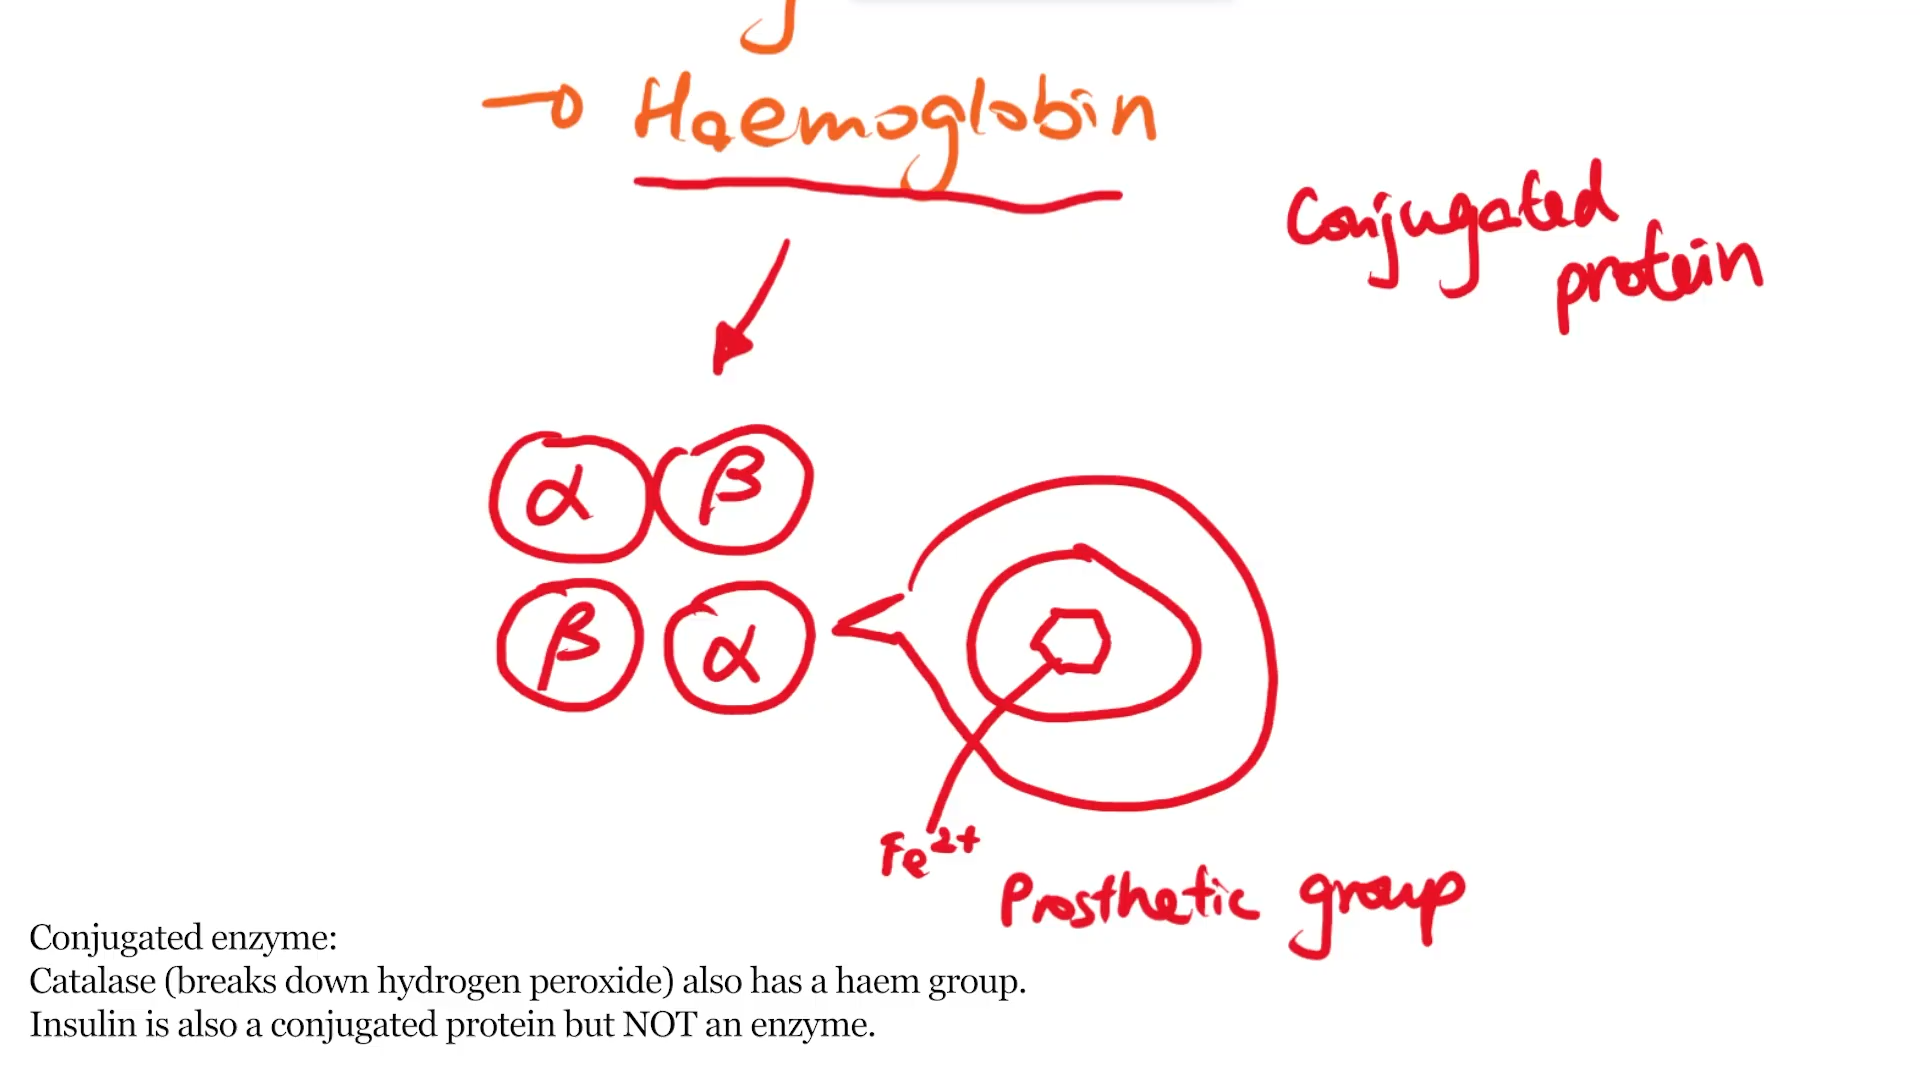 Haemoglobin
Conjugated
protein
α β
β α
Fe²⁺
Prosthetic group
Conjugated enzyme:
Catalase (breaks down hydrogen peroxide) also has a haem group.
Insulin is also a conjugated protein but NOT an enzyme.